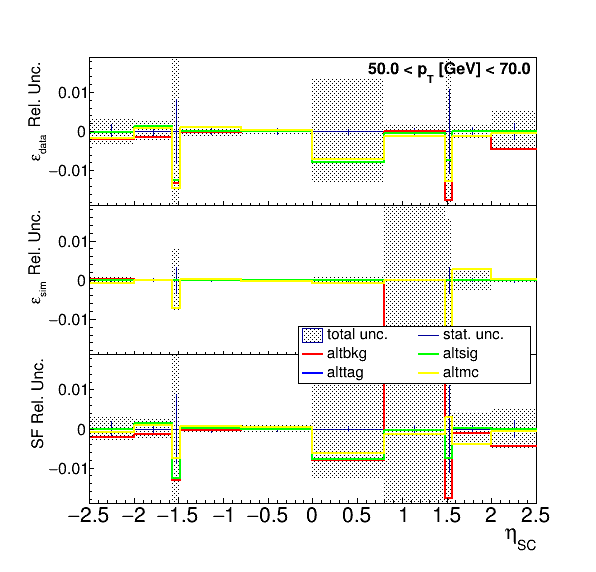 50.0 < p_T [GeV] < 70.0
ε_data Rel. Unc.
0.01
0
−0.01
ε_sim Rel. Unc.
0.01
0
−0.01
total unc. stat. unc.
altbkg altsig
alttag altmc
SF Rel. Unc.
0.01
0
−0.01
−2.5 −2 −1.5 −1 −0.5 0 0.5 1 1.5 2 2.5
η_SC